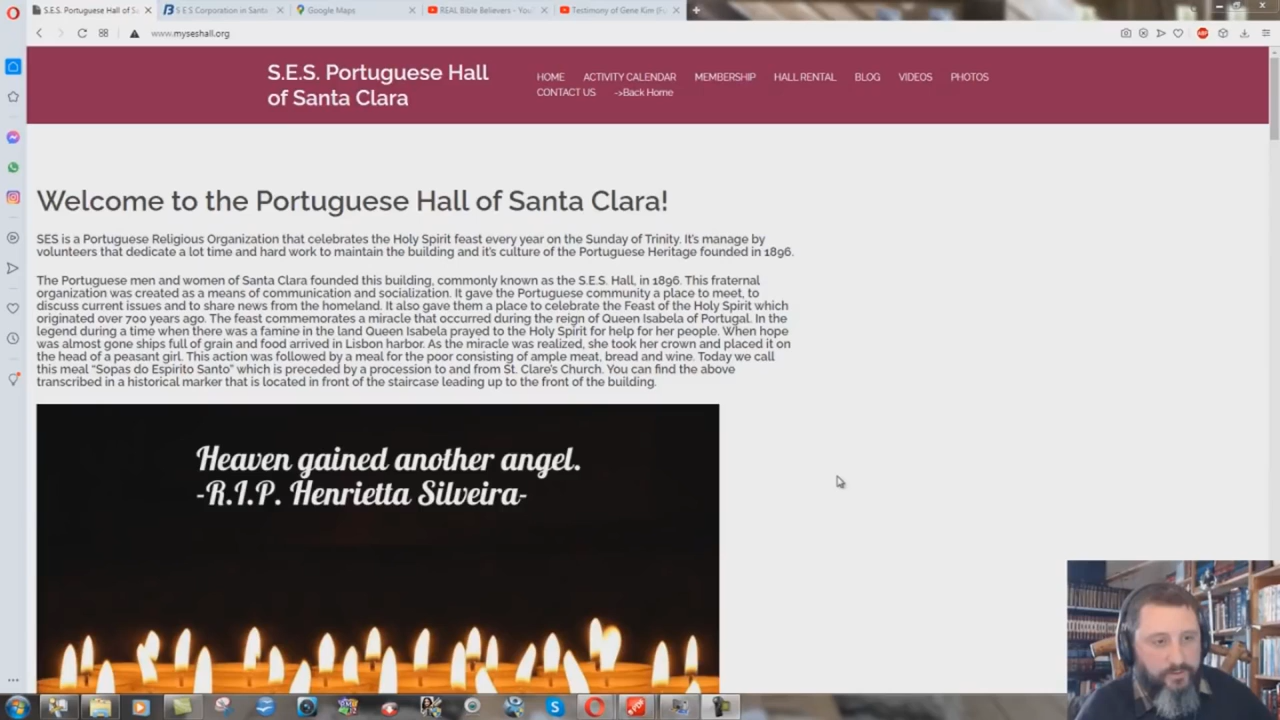 S.E.S. Portuguese Hall of S
S E S Corporation in Santa
Google Maps
REAL Bible Believers - You
Testimony of Gene Kim (Fu
www.myseshall.org
S.E.S. Portuguese Hall
of Santa Clara
HOME ACTIVITY CALENDAR MEMBERSHIP HALL RENTAL BLOG VIDEOS PHOTOS
CONTACT US ->Back Home
Welcome to the Portuguese Hall of Santa Clara!
SES is a Portuguese Religious Organization that celebrates the Holy Spirit feast every year on the Sunday of Trinity. It's manage by
volunteers that dedicate a lot time and hard work to maintain the building and it's culture of the Portuguese Heritage founded in 1896.
The Portuguese men and women of Santa Clara founded this building, commonly known as the S.E.S. Hall, in 1896. This fraternal
organization was created as a means of communication and socialization. It gave the Portuguese community a place to meet, to
discuss current issues and to share news from the homeland. It also gave them a place to celebrate the Feast of the Holy Spirit which
originated over 700 years ago. The feast commemorates a miracle that occurred during the reign of Queen Isabela of Portugal. In the
legend during a time when there was a famine in the land Queen Isabela prayed to the Holy Spirit for help for her people. When hope
was almost gone ships full of grain and food arrived in Lisbon harbor. As the miracle was realized, she took her crown and placed it on
the head of a peasant girl. This action was followed by a meal for the poor consisting of ample meat, bread and wine. Today we call
this meal “Sopas do Espirito Santo” which is preceded by a procession to and from St. Clare's Church. You can find the above
transcribed in a historical marker that is located in front of the staircase leading up to the front of the building.
Heaven gained another angel.
-R.I.P. Henrietta Silveira-